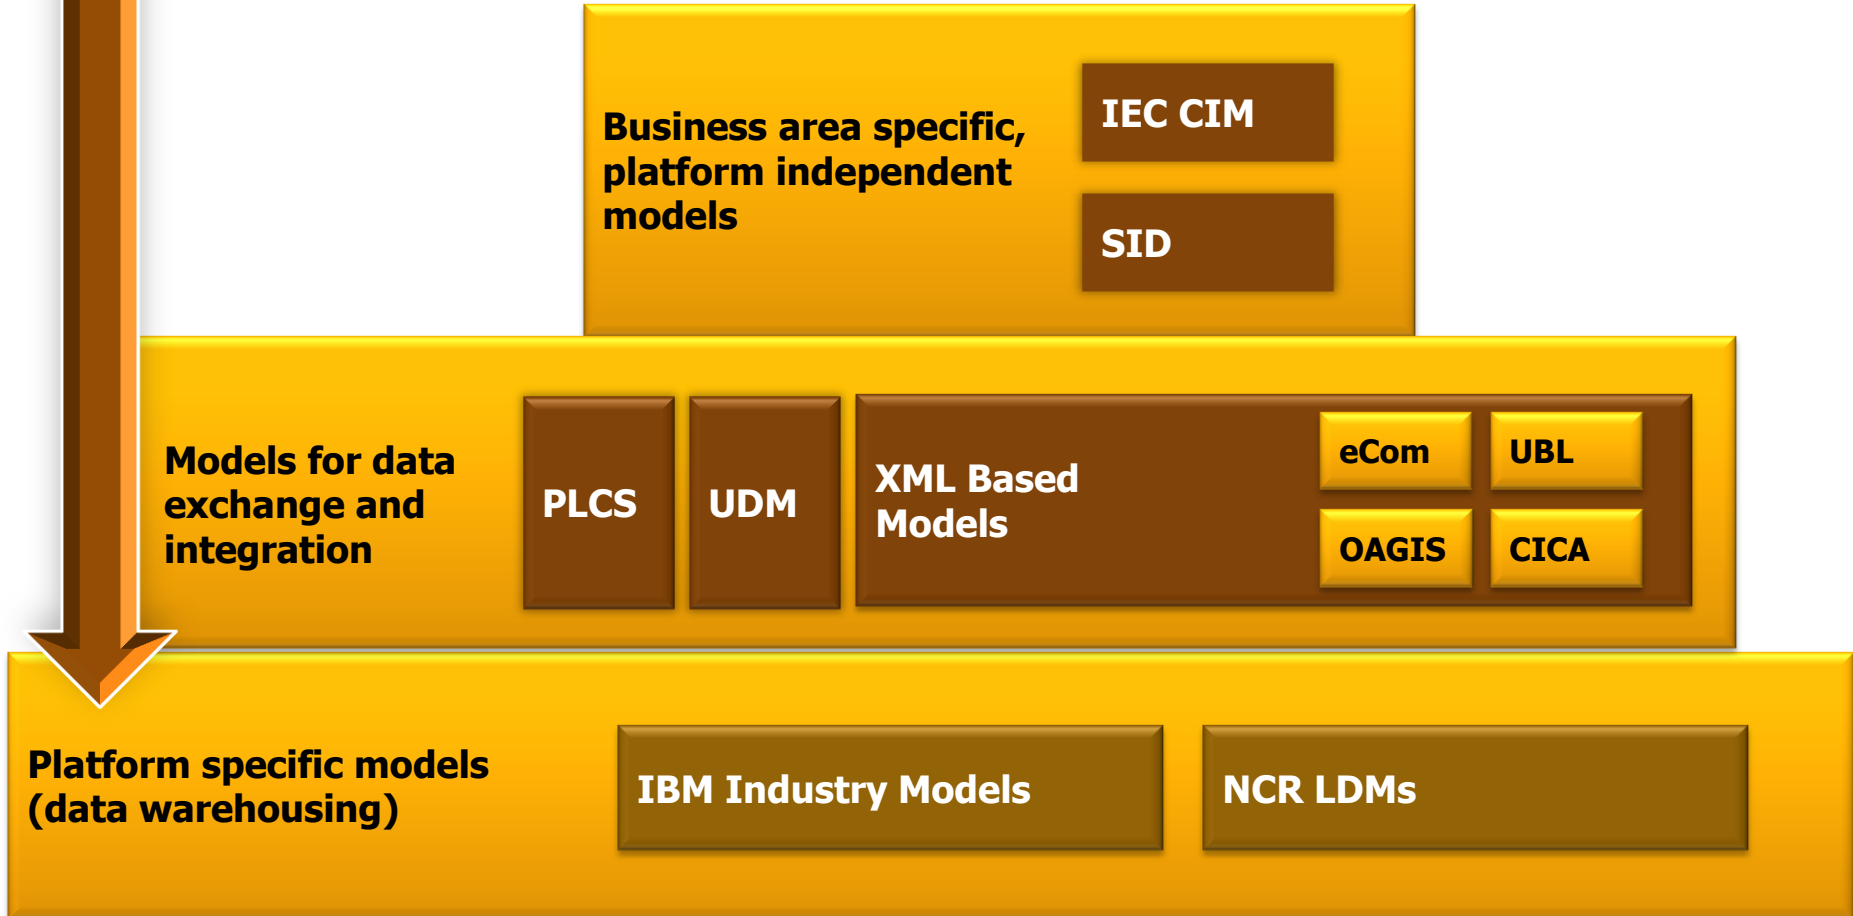 Business area specific,
platform independent
models
IEC CIM
SID
Models for data
exchange and
integration
PLCS
UDM
XML Based
Models
eCom
UBL
OAGIS
CICA
Platform specific models
(data warehousing)
IBM Industry Models
NCR LDMs